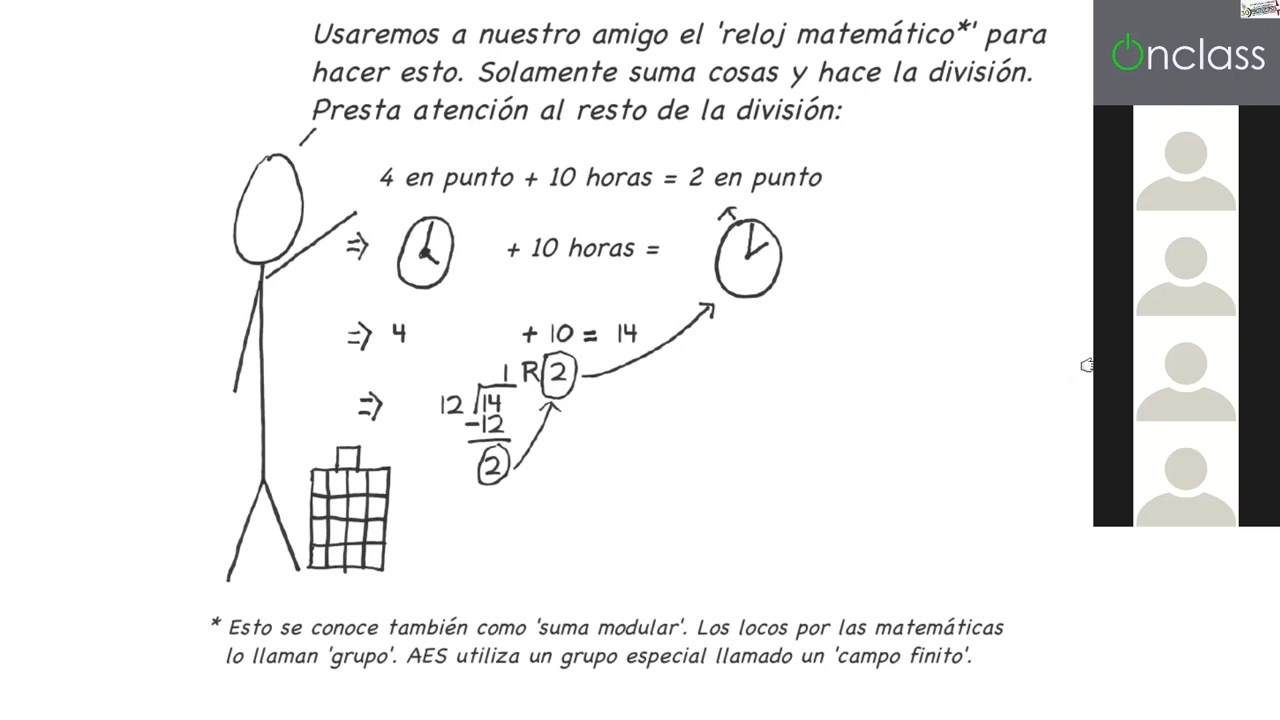 Onclass
Usaremos a nuestro amigo el 'reloj matemático*' para
hacer esto. Solamente suma cosas y hace la división.
Presta atención al resto de la división:
4 en punto + 10 horas = 2 en punto
=> + 10 horas =
=> 4 + 10 = 14
1 R 2
=> 12 14
-12
2
* Esto se conoce también como 'suma modular'. Los locos por las matemáticas
lo llaman 'grupo'. AES utiliza un grupo especial llamado un 'campo finito'.